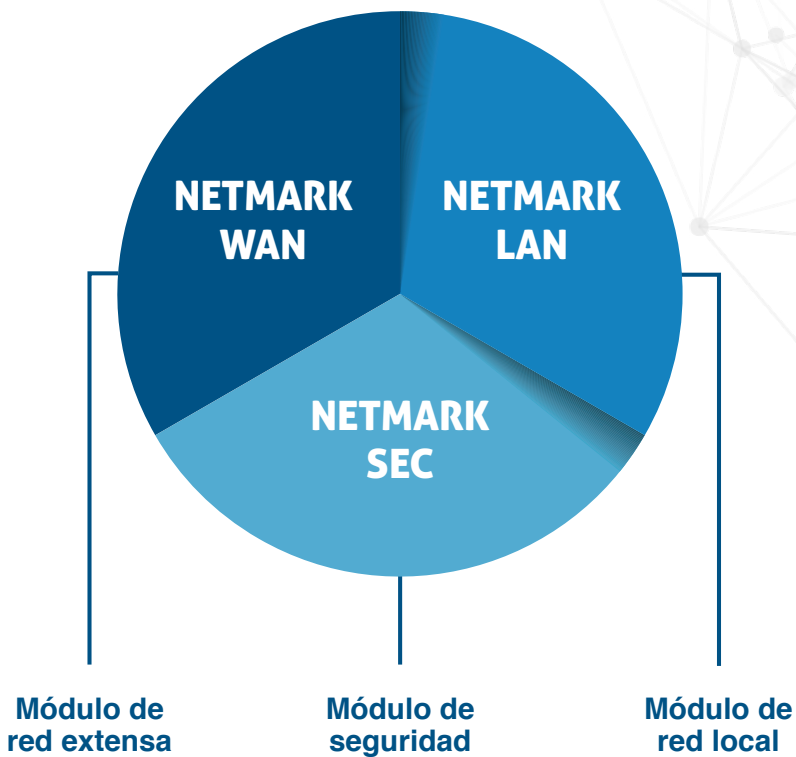 NETMARK
WAN
NETMARK
LAN
NETMARK
SEC
Módulo de
red extensa
Módulo de
seguridad
Módulo de
red local